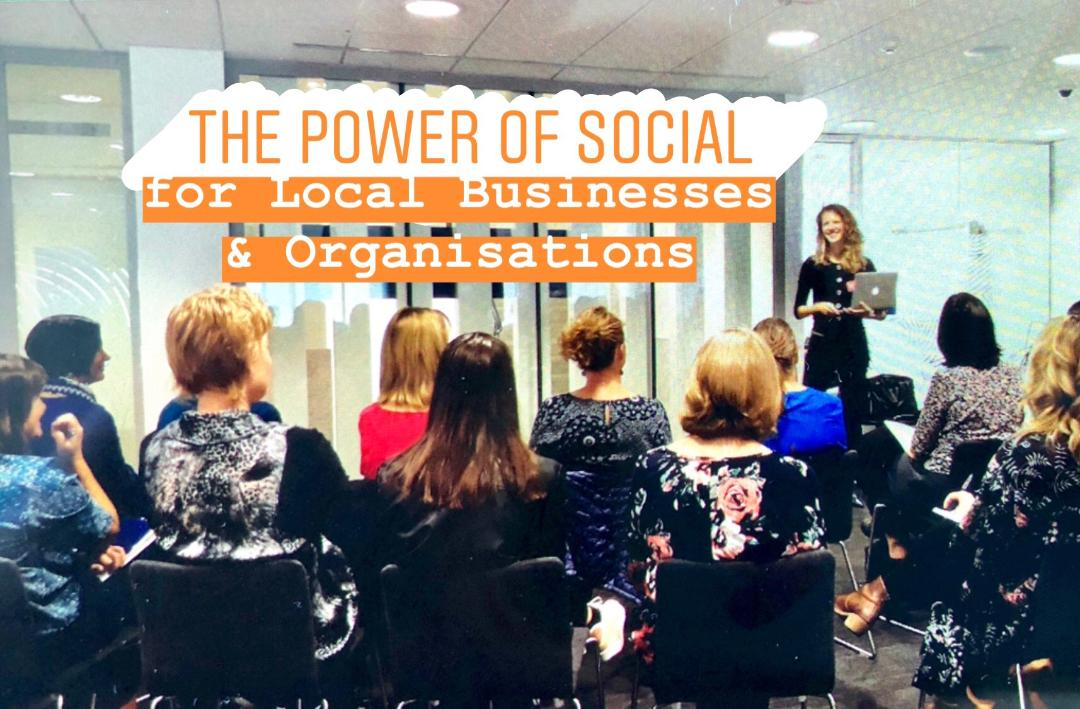 THE POWER OF SOCIAL
for Local Businesses
& Organisations